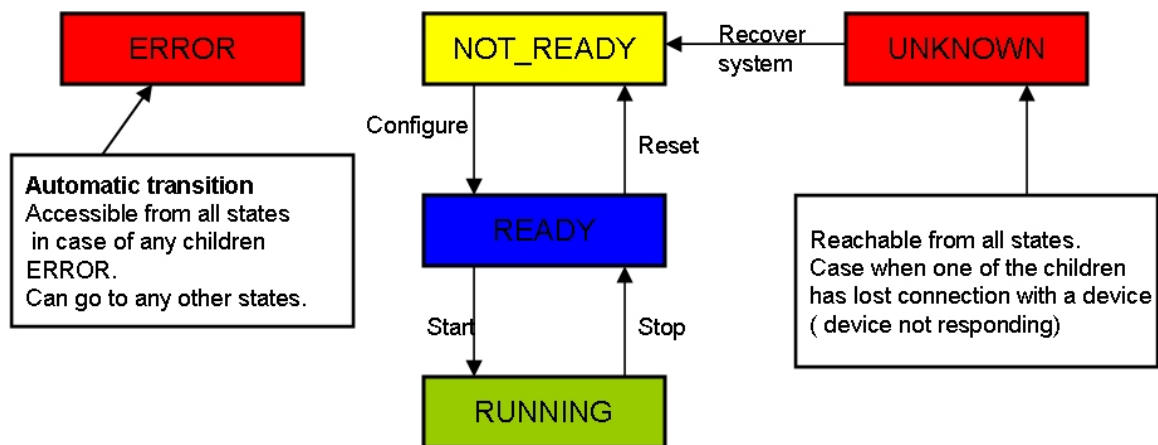 ERROR
NOT_READY
Recover
system
UNKNOWN
Configure
Reset
Automatic transition
Accessible from all states
in case of any children
ERROR.
Can go to any other states.
READY
Reachable from all states.
Case when one of the children
has lost connection with a device
( device not responding)
Start
Stop
RUNNING